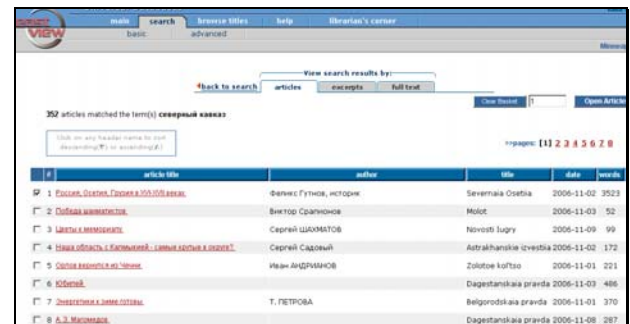 EAST VIEW
main search browse titles help librarian's corner
basic advanced
View search results by:
back to search articles excerpts full text
Clear Basket 1 Open Article
352 articles matched the term(s) северный кавказ
Click on any header name to sort
descending(▼) or ascending(▲)
»pages: [1] 2 3 4 5 6 7 8
# article title author title date words
1 Россия, Осетия, Грузия в XVI-XVIII веках Феликс Гутнов, историк Severnaia Osetiia 2006-11-02 3523
2 Победа шахматистов Виктор Molot 2006-11-03 52
3 Цветы к мемориалу Сергей ШАХМАТОВ Novosti Iugry 2006-11-09 99
4 Наша область с Калмыкией - самые в округе? Сергей Садовый Astrakhanskie izvestiia 2006-11-02 172
5 Орлов вернулся из Чечни Иван АНДРИАНОВ Zolotoe kol'tso 2006-11-01 221
6 Юбилей Dagestanskaia pravda 2006-11-03 486
7 Энергетики к зиме готовы Т. ПЕТРОВА Belgorodskaia pravda 2006-11-01 370
8 А.З. Магомедов Dagestanskaia pravda 2006-11-08 287